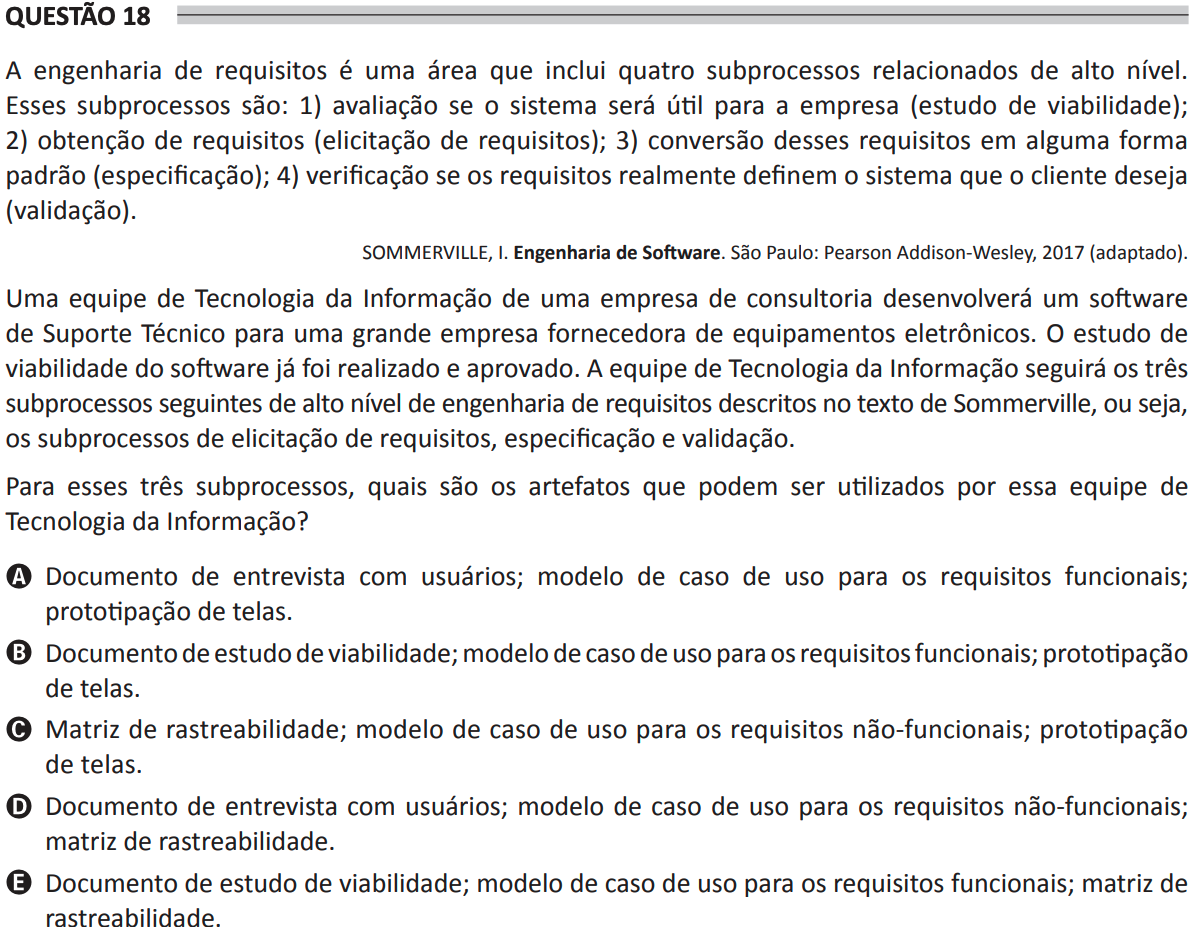 QUESTÃO 18
A engenharia de requisitos é uma área que inclui quatro subprocessos relacionados de alto nível.
Esses subprocessos são: 1) avaliação se o sistema será útil para a empresa (estudo de viabilidade);
2) obtenção de requisitos (elicitação de requisitos); 3) conversão desses requisitos em alguma forma
padrão (especificação); 4) verificação se os requisitos realmente definem o sistema que o cliente deseja
(validação).
SOMMERVILLE, I. Engenharia de Software. São Paulo: Pearson Addison-Wesley, 2017 (adaptado).
Uma equipe de Tecnologia da Informação de uma empresa de consultoria desenvolverá um software
de Suporte Técnico para uma grande empresa fornecedora de equipamentos eletrônicos. O estudo de
viabilidade do software já foi realizado e aprovado. A equipe de Tecnologia da Informação seguirá os três
subprocessos seguintes de alto nível de engenharia de requisitos descritos no texto de Sommerville, ou seja,
os subprocessos de elicitação de requisitos, especificação e validação.
Para esses três subprocessos, quais são os artefatos que podem ser utilizados por essa equipe de
Tecnologia da Informação?
A Documento de entrevista com usuários; modelo de caso de uso para os requisitos funcionais;
prototipação de telas.
B Documento de estudo de viabilidade; modelo de caso de uso para os requisitos funcionais; prototipação
de telas.
C Matriz de rastreabilidade; modelo de caso de uso para os requisitos não-funcionais; prototipação
de telas.
D Documento de entrevista com usuários; modelo de caso de uso para os requisitos não-funcionais;
matriz de rastreabilidade.
E Documento de estudo de viabilidade; modelo de caso de uso para os requisitos funcionais; matriz de
rastreabilidade.